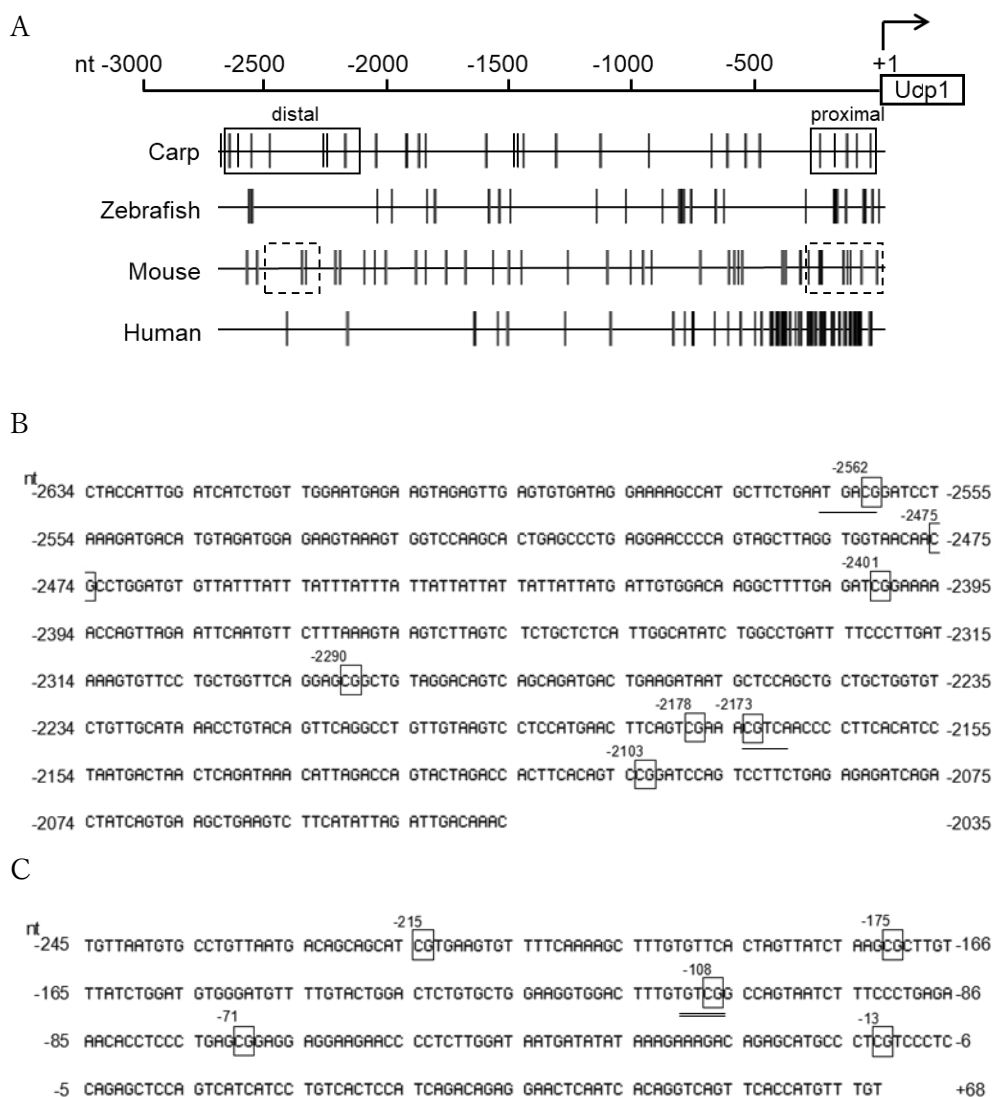 A
nt -3000 -2500 -2000 -1500 -1000 -500 +1
Ucp1
distal proximal
Carp
Zebrafish
Mouse
Human
B
nt
-2562
-2634 CTACCATTGG ATCATCTGGT TGGAATGAGA AGTAGAGTTG AGTGTGATAG GAAAAGCCAT GCTTCTGAAT GACGGATCCT -2555
-2475
-2554 AAAGATGACA TGTAGATGGA GAAGTAAAGT GGTCCAAGCA CTGAGCCCTG AGGAACCCCA GTAGCTTAGG TGGTAACAAC -2475
-2401
-2474 GCCTGGATGT GTTATTTATT TATTTATTTA TTATTATTAT TATTATTATG ATTGTGGACA AGGCTTTTGA GATCGGAAAA -2395
-2394 ACCAGTTAGA ATTCAATGTT CTTTAAAGTA AGTCTTAGTC TCTGCTCTCA TTGGCATATC TGGCCTGATT TTCCCTTGAT -2315
-2290
-2314 AAAGTGTTCC TGCTGGTTCA GGAGCGGCTG TAGGACAGTC AGCAGATGAC TGAAGATAAT GCTCCAGCTG CTGCTGGTGT -2235
-2178 -2173
-2234 CTGTTGCATA AACCTGTACA GTTCAGGCCT GTTGTAAGTC CTCCATGAAC TTCAGTCGAA ACGTCAACCC CTTCACATCC -2155
-2103
-2154 TAATGACTAA CTCAGATAAA CATTAGACCA GTACTAGACC ACTTCACAGT CCGGATCCAG TCCTTCTGAG AGAGATCAGA -2075
-2074 CTATCAGTGA AGCTGAAGTC TTCATATTAG ATTGACAAAC -2035
C
nt
-215 -175
-245 TGTTAATGTG CCTGTTAATG ACAGCAGCAT CGTGAAGTGT TTTCAAAAGC TTTGTGTTCA CTAGTTATCT AAGCGCTTGT -166
-108
-165 TTATCTGGAT GTGGGATGTT TTGTACTGGA CTCTGTGCTG GAAGGTGGAC TTTGTGTCGG CCAGTAATCT TTCCCTGAGA -86
-71 -13
-85 AACACCTCCC TGAGCGGAGG AGGAAGAACC CCTCTTGGAT AATGATATAT AAAGAAAGAC AGAGCATGCC CTCGTCCCTC -6
-5 CAGAGCTCCA GTCATCATCC TGTCACTCCA TCAGACAGAG GAACTCAATC ACAGGTCAGT TCACCATGTT TGT +68